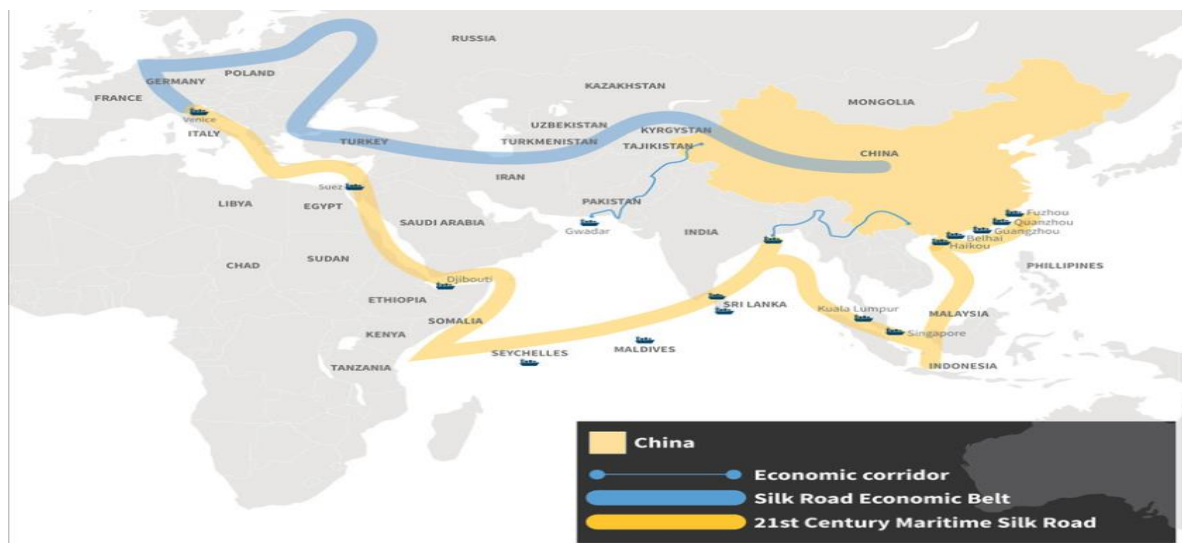 RUSSIA
GERMANY
POLAND
FRANCE
KAZAKHSTAN
MONGOLIA
Venice
ITALY
UZBEKISTAN
KYRGYSTAN
TURKEY
TURKMENISTAN
TAJIKISTAN
CHINA
IRAN
Suez
LIBYA
EGYPT
PAKISTAN
SAUDI ARABIA
Gwadar
INDIA
Fuzhou
Quanzhou
Guangzhou
Belhai
Haikou
CHAD
SUDAN
Djibouti
PHILLIPINES
ETHIOPIA
SRI LANKA
Kuala Lumpur
MALAYSIA
SOMALIA
KENYA
Singapore
SEYCHELLES
MALDIVES
TANZANIA
INDONESIA
China
Economic corridor
Silk Road Economic Belt
21st Century Maritime Silk Road